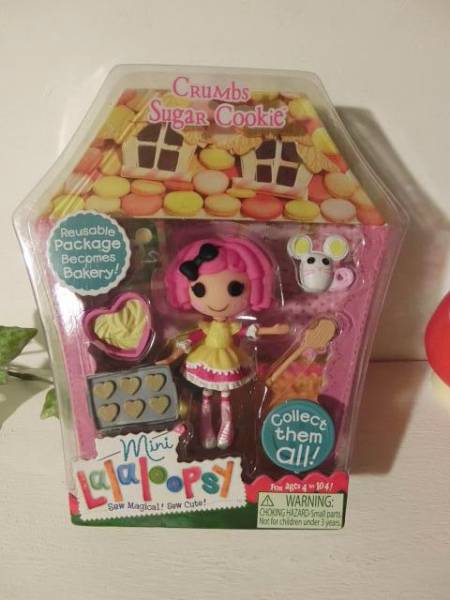 Crumbs
Sugar Cookie
Reusable
Package
Becomes
Bakery!
Collect
them
all!
Mini
Lalaloopsy
Sew Magical! Sew Cute!
For ages 4 to 104!
WARNING:
CHOKING HAZARD-Small parts.
Not for children under 3 years.